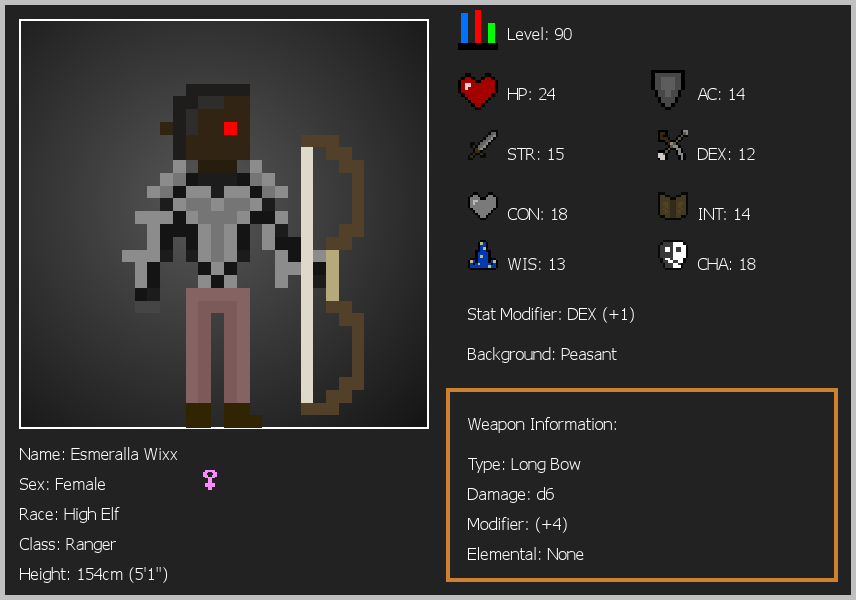 Level: 90
HP: 24
AC: 14
STR: 15
DEX: 12
CON: 18
INT: 14
WIS: 13
CHA: 18
Stat Modifier: DEX (+1)
Background: Peasant
Weapon Information:
Type: Long Bow
Damage: d6
Modifier: (+4)
Elemental: None
Name: Esmeralla Wixx
Sex: Female
Race: High Elf
Class: Ranger
Height: 154cm (5'1")